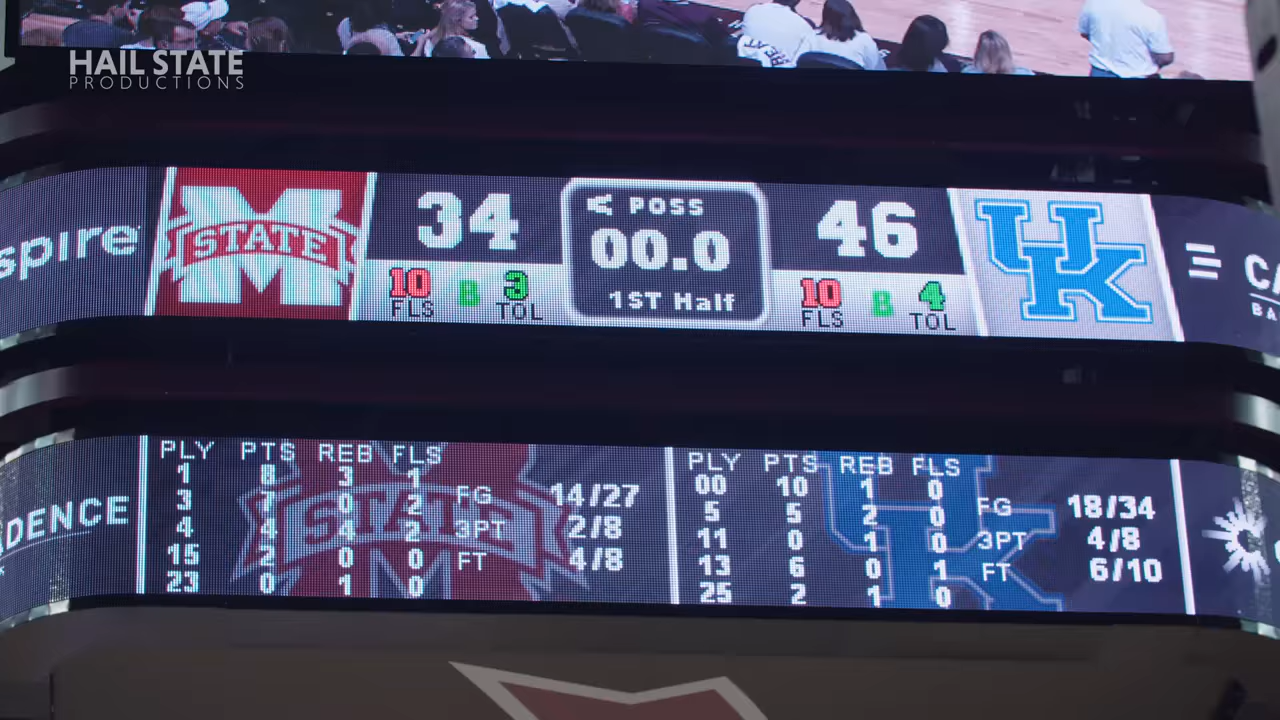 HAIL STATE
PRODUCTIONS
spire
M
STATE
34
10 FLS
B
3 TOL
POSS
00.0
1ST Half
46
10 FLS
B
4 TOL
UK
BA
DENCE
PLY PTS REB FLS
1 8 3 1
3 7 0 2
4 4 4 2
15 2 0 0
23 0 1 0
FG 14/27
3PT 2/8
FT 4/8
STATE
PLY PTS REB FLS
00 10 1 0
5 5 2 0
11 0 1 0
13 6 0 1
25 2 1 0
FG 18/34
3PT 4/8
FT 6/10